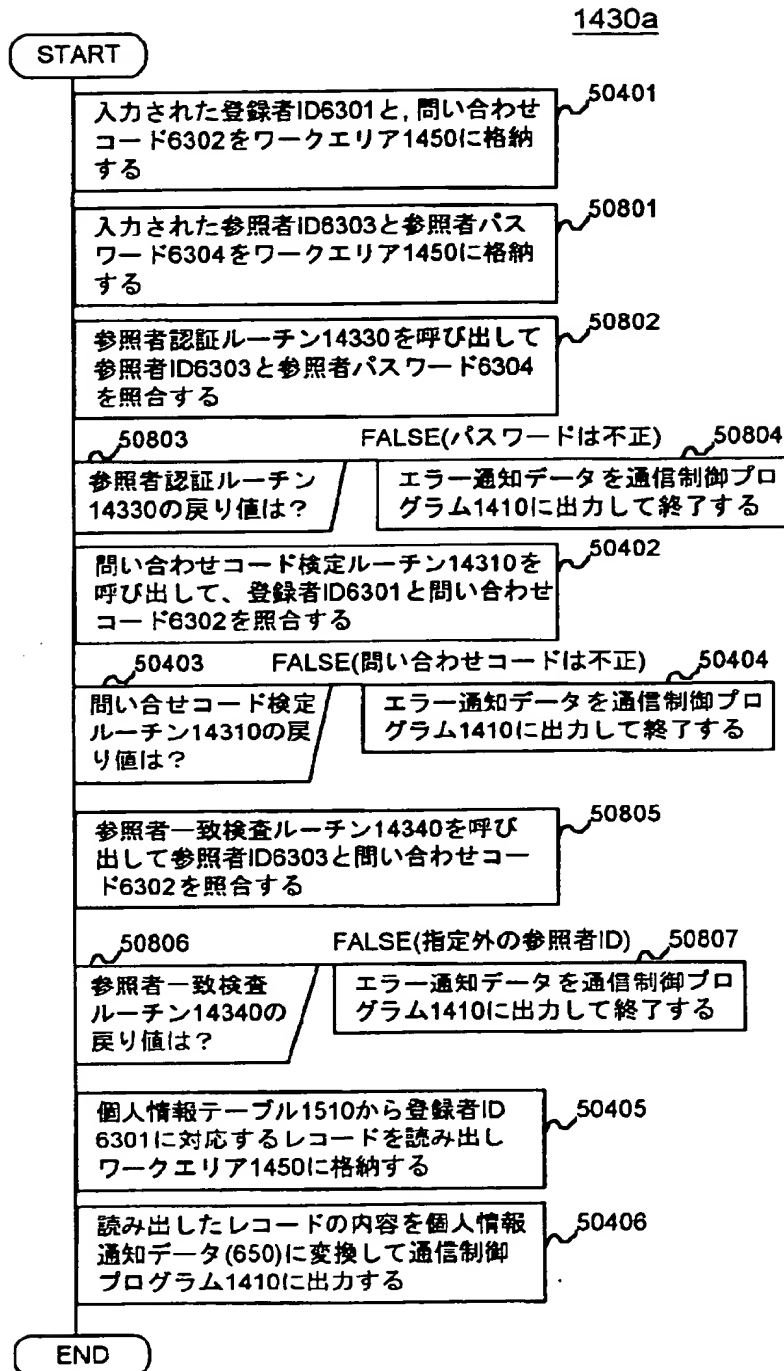 1430a
START
入力された登録者ID6301と,問い合わせ
コード6302をワークエリア1450に格納
する
50401
入力された参照者ID6303と参照者パス
ワード6304をワークエリア1450に格納
する
50801
参照者認証ルーチン14330を呼び出して
参照者ID6303と参照者パスワード6304
を照合する
50802
50803
FALSE(パスワードは不正)
50804
参照者認証ルーチン
14330の戻り値は?
エラー通知データを通信制御プロ
グラム1410に出力して終了する
問い合わせコード検定ルーチン14310を
呼び出して、登録者ID6301と問い合わせ
コード6302を照合する
50402
50403
FALSE(問い合わせコードは不正)
50404
問い合せコード検定
ルーチン14310の戻
り値は?
エラー通知データを通信制御プロ
グラム1410に出力して終了する
参照者一致検査ルーチン14340を呼び
出して参照者ID6303と問い合わせコー
ド6302を照合する
50805
50806
FALSE(指定外の参照者ID)
50807
参照者一致検査
ルーチン14340の
戻り値は?
エラー通知データを通信制御プロ
グラム1410に出力して終了する
個人情報テーブル1510から登録者ID
6301に対応するレコードを読み出し
ワークエリア1450に格納する
50405
読み出したレコードの内容を個人情報
通知データ(650)に変換して通信制御
プログラム1410に出力する
50406
END